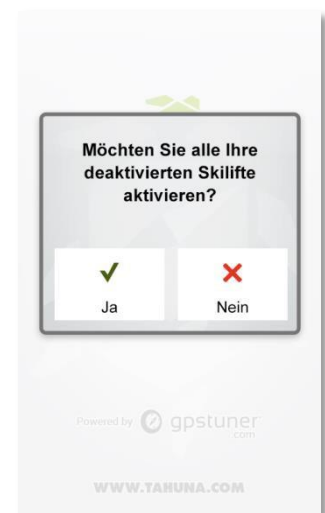 Möchten Sie alle Ihre
deaktivierten Skilifte
aktivieren?
Ja Nein
Powered by gpstuner
.com
WWW.TAHUNA.COM